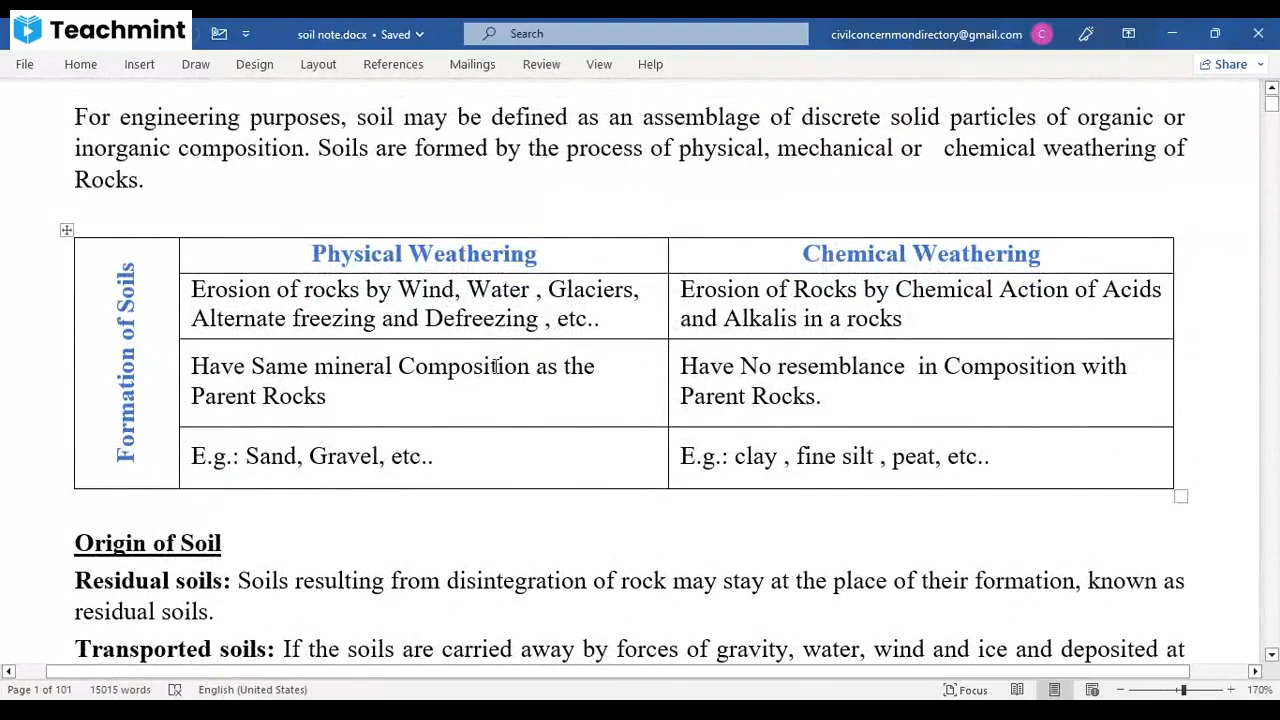 Teachmint
soil note.docx • Saved
Search
civilconcernmondirectory@gmail.com
C
File Home Insert Draw Design Layout References Mailings Review View Help
Share
For engineering purposes, soil may be defined as an assemblage of discrete solid particles of organic or
inorganic composition. Soils are formed by the process of physical, mechanical or chemical weathering of
Rocks.
Formation of Soils
Physical Weathering
Chemical Weathering
Erosion of rocks by Wind, Water , Glaciers,
Alternate freezing and Defreezing , etc..
Erosion of Rocks by Chemical Action of Acids
and Alkalis in a rocks
Have Same mineral Composition as the
Parent Rocks
Have No resemblance in Composition with
Parent Rocks.
E.g.: Sand, Gravel, etc..
E.g.: clay , fine silt , peat, etc..
Origin of Soil
Residual soils: Soils resulting from disintegration of rock may stay at the place of their formation, known as
residual soils.
Transported soils: If the soils are carried away by forces of gravity, water, wind and ice and deposited at
Page 1 of 101 15015 words English (United States) Focus 170%